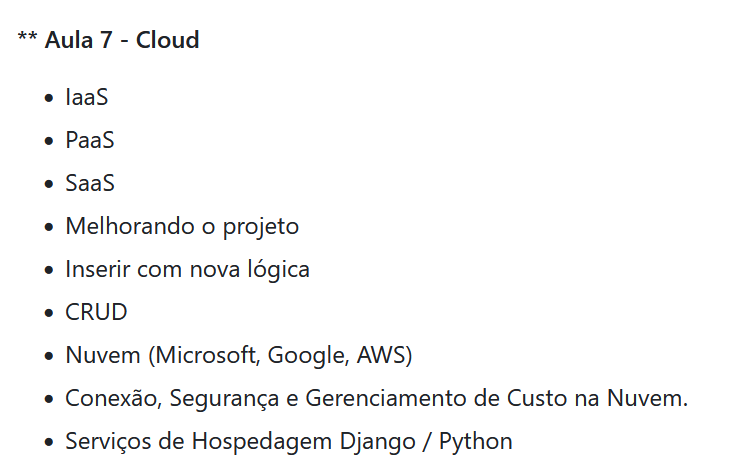 ** Aula 7 - Cloud
• IaaS
• PaaS
• SaaS
• Melhorando o projeto
• Inserir com nova lógica
• CRUD
• Nuvem (Microsoft, Google, AWS)
• Conexão, Segurança e Gerenciamento de Custo na Nuvem.
• Serviços de Hospedagem Django / Python